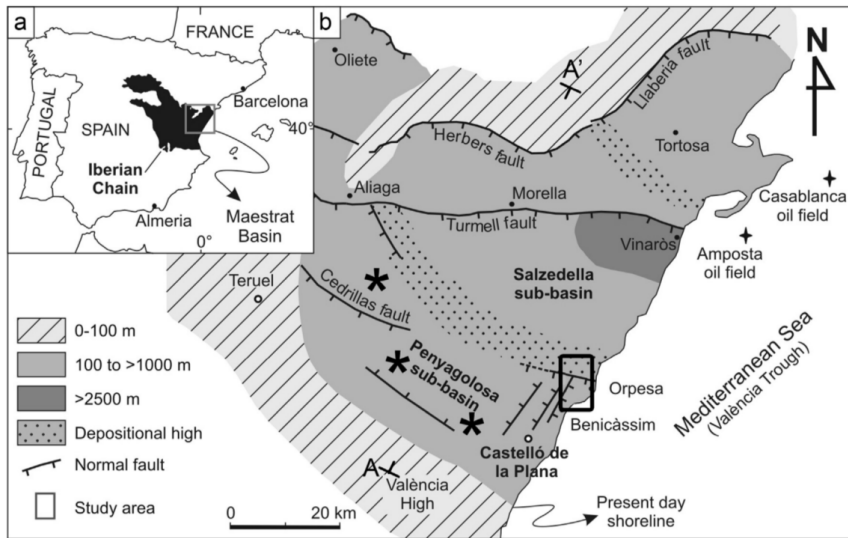 a
FRANCE
PORTUGAL
SPAIN
Barcelona
40°
Iberian
Chain
Almeria
0°
Maestrat
Basin
b
N
Oliete
A'
Llaberia fault
Herbers fault
Tortosa
Aliaga
Morella
Casablanca
oil field
Turmell fault
Vinaròs
Amposta
oil field
Teruel
Cedrillas fault
Salzedella
sub-basin
Mediterranean Sea
(València Trough)
Penyagolosa
sub-basin
Orpesa
Benicàssim
Castelló de
la Plana
A
València
High
Present day
shoreline
0-100 m
100 to >1000 m
>2500 m
Depositional high
Normal fault
Study area
0
20 km